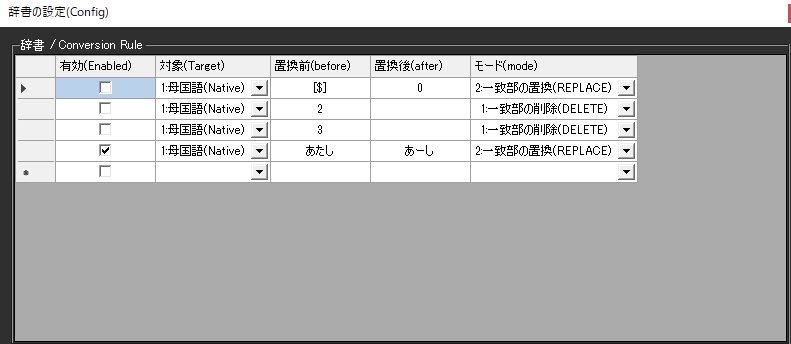 辞書の設定(Config)
辞書 / Conversion Rule
有効(Enabled) 対象(Target) 置換前(before) 置換後(after) モード(mode)
1:母国語(Native) [$] 0 2:一致部の置換(REPLACE)
1:母国語(Native) 2 1:一致部の削除(DELETE)
1:母国語(Native) 3 1:一致部の削除(DELETE)
1:母国語(Native) あたし あーし 2:一致部の置換(REPLACE)